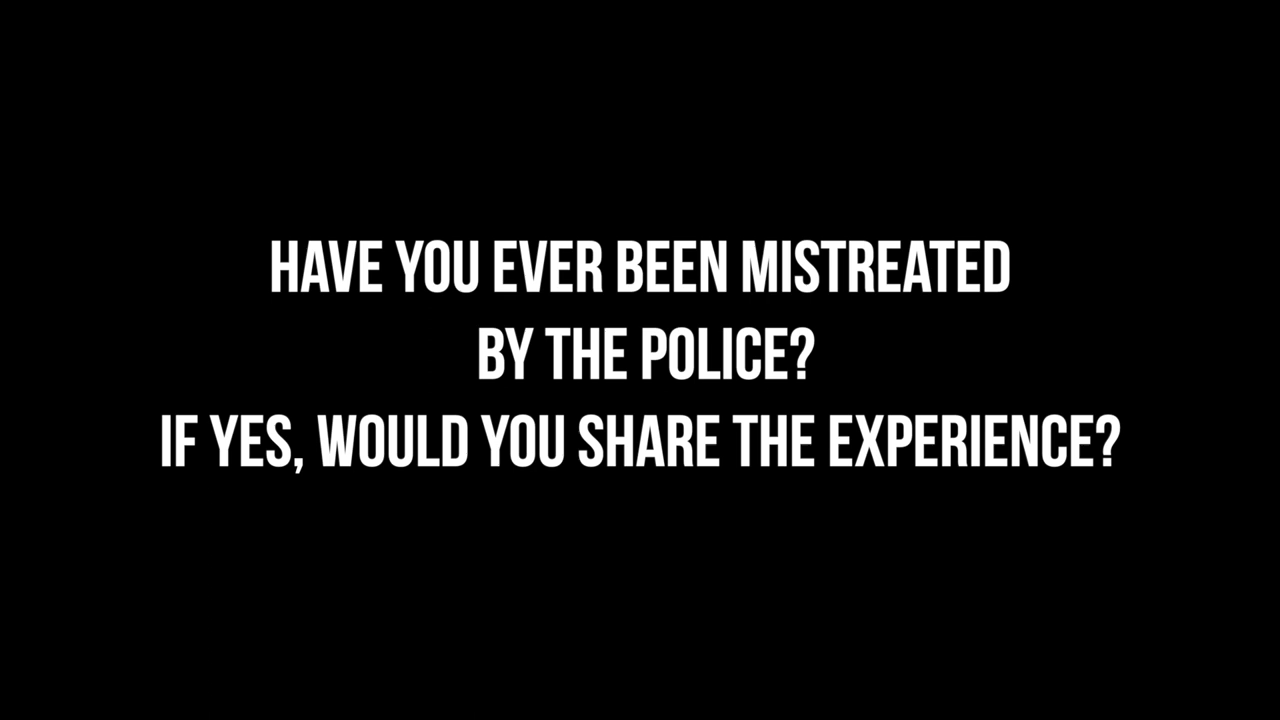 HAVE YOU EVER BEEN MISTREATED
BY THE POLICE?
IF YES, WOULD YOU SHARE THE EXPERIENCE?